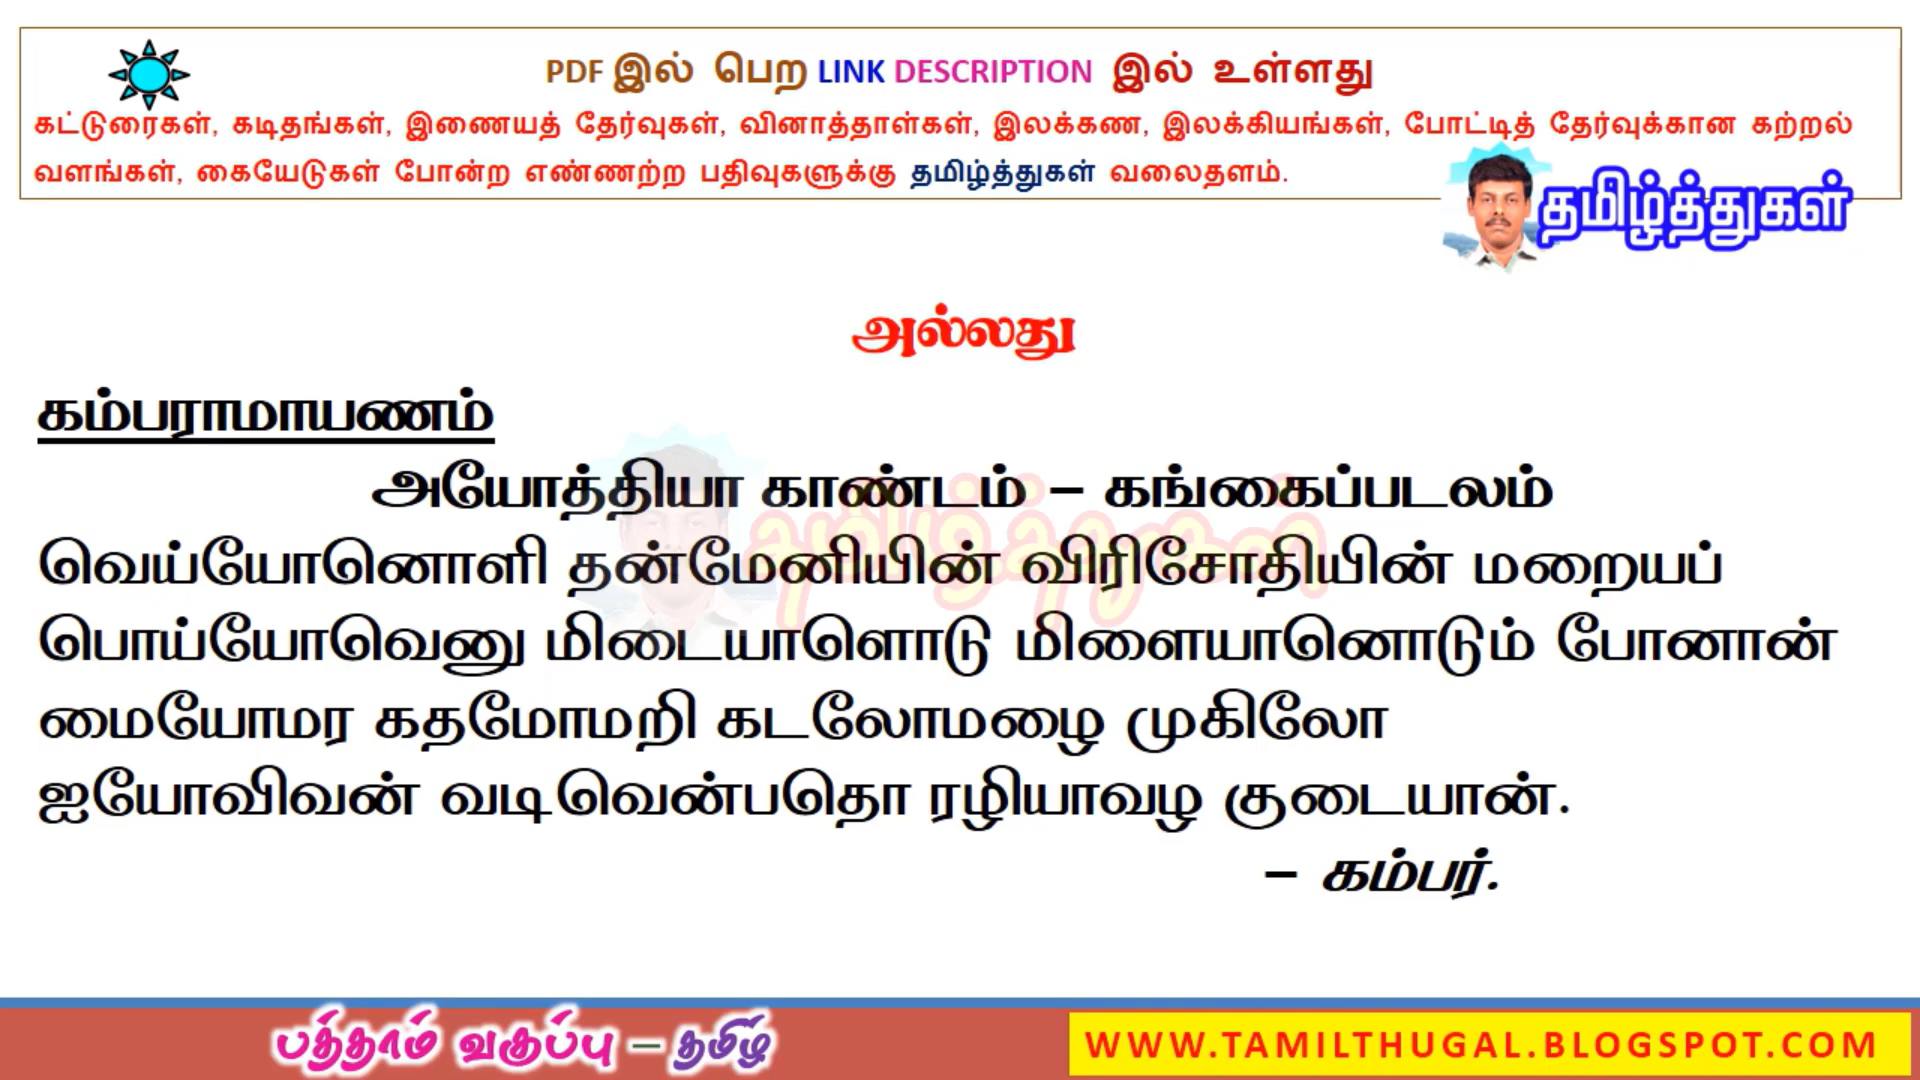 PDF இல் பெற LINK DESCRIPTION இல் உள்ளது
கட்டுரைகள், கடிதங்கள், இணையத் தேர்வுகள், வினாத்தாள்கள், இலக்கண, இலக்கியங்கள், போட்டித் தேர்வுக்கான கற்றல்
வளங்கள், கையேடுகள் போன்ற எண்ணற்ற பதிவுகளுக்கு தமிழ்த்துகள் வலைதளம்.
தமிழ்த்துகள்
அல்லது
கம்பராமாயணம்
அயோத்தியா காண்டம் – கங்கைப்படலம்
வெய்யோனொளி தன்மேனியின் விரிசோதியின் மறையப்
பொய்யோவெனு மிடையாளொடு மிளையானொடும் போனான்
மையோமர கதமோமறி கடலோமழை முகிலோ
ஐயோவிவன் வடிவென்பதொ ரழியாவழ குடையான்.
– கம்பர்.
தமிழ்த்துகள்
பத்தாம் வகுப்பு – தமிழ்
WWW.TAMILTHUGAL.BLOGSPOT.COM